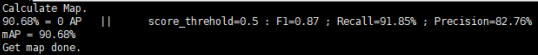 Calculate Map.
90.68% = 0 AP || score_threhold=0.5 : F1=0.87 ; Recall=91.85% ; Precision=82.76%
mAP = 90.68%
Get map done.